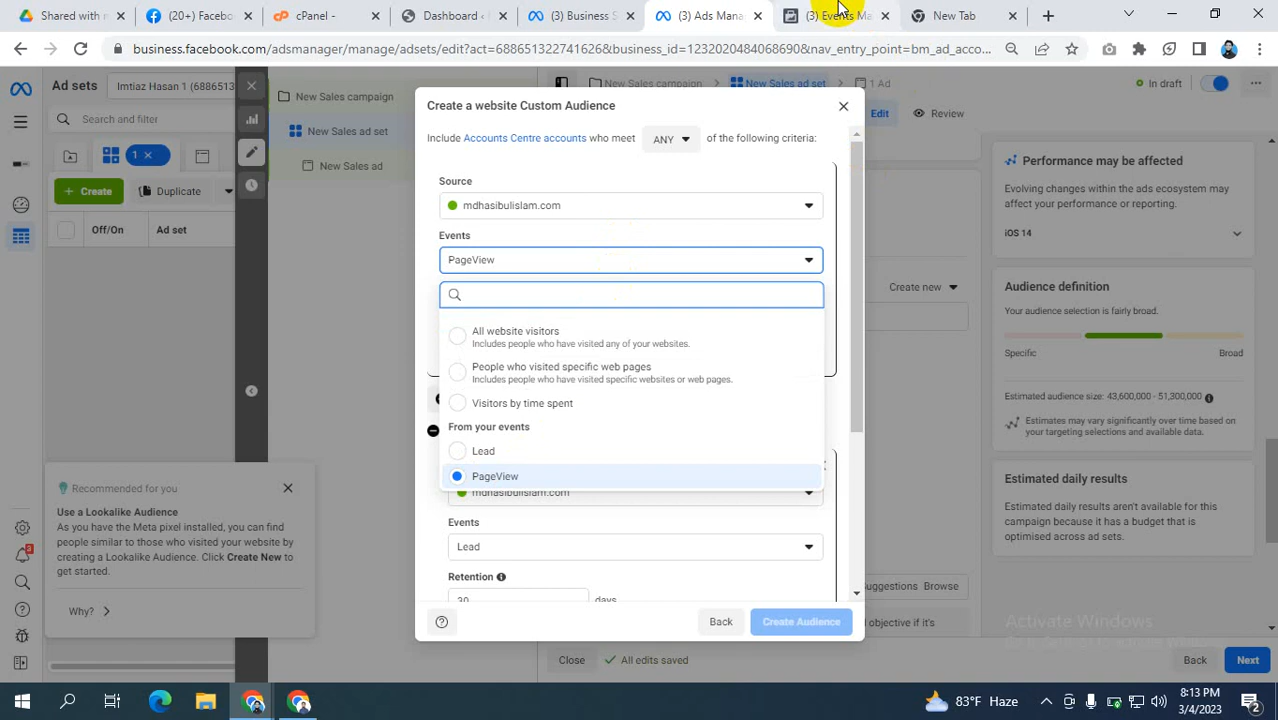 Shared with m
(20+) Faceboo
cPanel -
Dashboard ‹
(3) Business S
(3) Ads Mana
(3) Events Ma
New Tab
business.facebook.com/adsmanager/manage/adsets/edit?act=688651322741626&business_id=1232020484068690&nav_entry_point=bm_ad_acco...
Ad sets
Imtiaz Hasan 1 (6886513
Search and filter
1
Create
Duplicate
Off/On
Ad set
New Sales campaign
New Sales ad set
New Sales ad
New Sales campaign
New Sales ad set
1 Ad
In draft
Edit
Review
Create a website Custom Audience
Include Accounts Centre accounts who meet ANY of the following criteria:
Source
mdhasibulislam.com
Events
PageView
All website visitors
Includes people who have visited any of your websites.
People who visited specific web pages
Includes people who have visited specific websites or web pages.
Visitors by time spent
From your events
Lead
PageView
mdhasibulislam.com
Events
Lead
Retention
30
days
Back
Create Audience
Performance may be affected
Evolving changes within the ads ecosystem may
affect your performance or reporting.
iOS 14
Create new
Audience definition
Your audience selection is fairly broad.
Specific
Broad
Estimated audience size: 43,600,000 - 51,300,000
Estimates may vary significantly over time based on
your targeting selections and available data.
Estimated daily results
Estimated daily results aren't available for this
campaign because it has a budget that is
optimised across ad sets.
Suggestions
Browse
d objective if it's
Recommended for you
Use a Lookalike Audience
As you have the Meta pixel installed, you can find
people similar to those who visited your website by
creating a Lookalike Audience. Click Create New to
get started.
Why?
Activate Windows
Go to Settings to activate Windows.
Close
All edits saved
Back
Next
83°F Haze
8:13 PM
3/4/2023
2